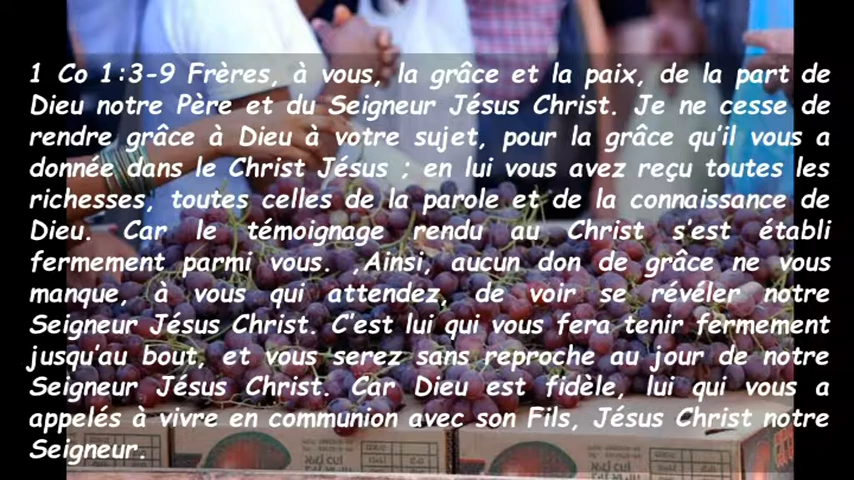 1 Co 1:3-9 Frères, à vous, la grâce et la paix, de la part de
Dieu notre Père et du Seigneur Jésus Christ. Je ne cesse de
rendre grâce à Dieu à votre sujet, pour la grâce qu'il vous a
donnée dans le Christ Jésus ; en lui vous avez reçu toutes les
richesses, toutes celles de la parole et de la connaissance de
Dieu. Car le témoignage rendu au Christ s'est établi
fermement parmi vous. ,Ainsi, aucun don de grâce ne vous
manque, à vous qui attendez, de voir se révéler notre
Seigneur Jésus Christ. C'est lui qui vous fera tenir fermement
jusqu'au bout, et vous serez sans reproche au jour de notre
Seigneur Jésus Christ. Car Dieu est fidèle, lui qui vous a
appelés à vivre en communion avec son Fils, Jésus Christ notre
Seigneur.